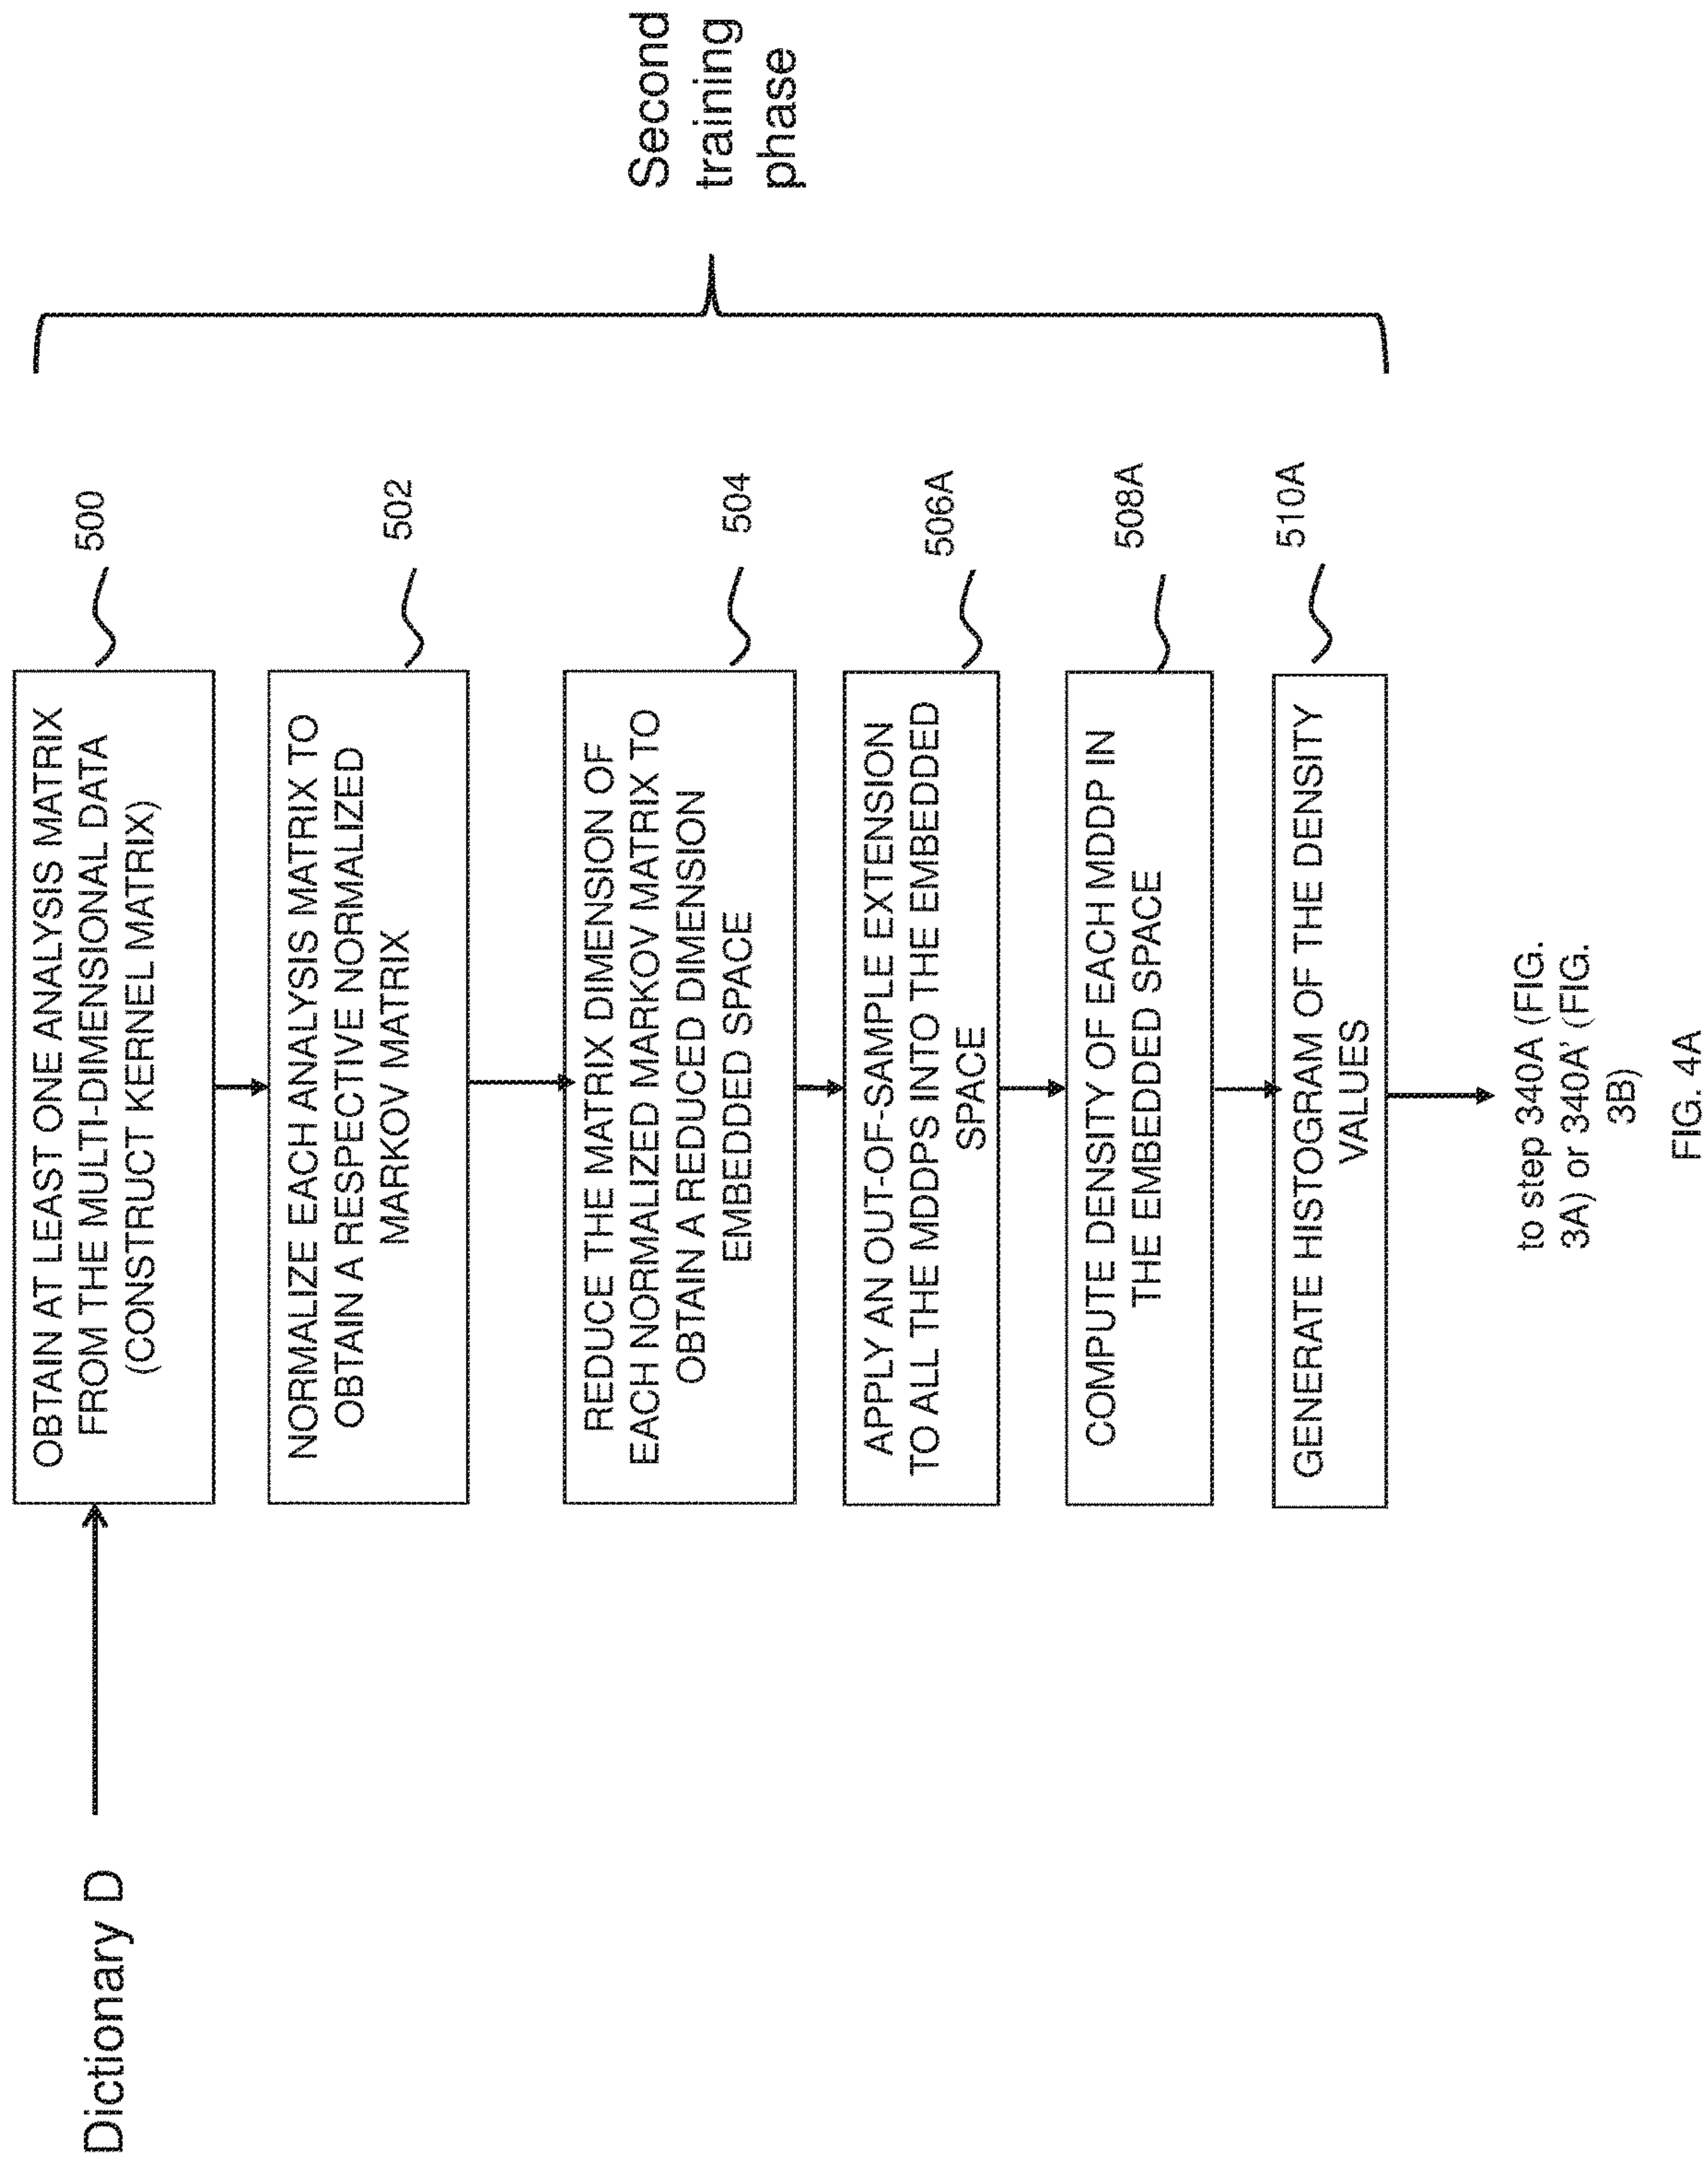 Dictionary D
OBTAIN AT LEAST ONE ANALYSIS MATRIX
FROM THE MULTI-DIMENSIONAL DATA
(CONSTRUCT KERNEL MATRIX)
500
NORMALIZE EACH ANALYSIS MATRIX TO
OBTAIN A RESPECTIVE NORMALIZED
MARKOV MATRIX
502
REDUCE THE MATRIX DIMENSION OF
EACH NORMALIZED MARKOV MATRIX TO
OBTAIN A REDUCED DIMENSION
EMBEDDED SPACE
504
APPLY AN OUT-OF-SAMPLE EXTENSION
TO ALL THE MDDPS INTO THE EMBEDDED
SPACE
506A
COMPUTE DENSITY OF EACH MDDP IN
THE EMBEDDED SPACE
508A
GENERATE HISTOGRAM OF THE DENSITY
VALUES
510A
Second
training
phase
to step 340A (FIG.
3A) or 340A' (FIG.
3B)
FIG. 4A